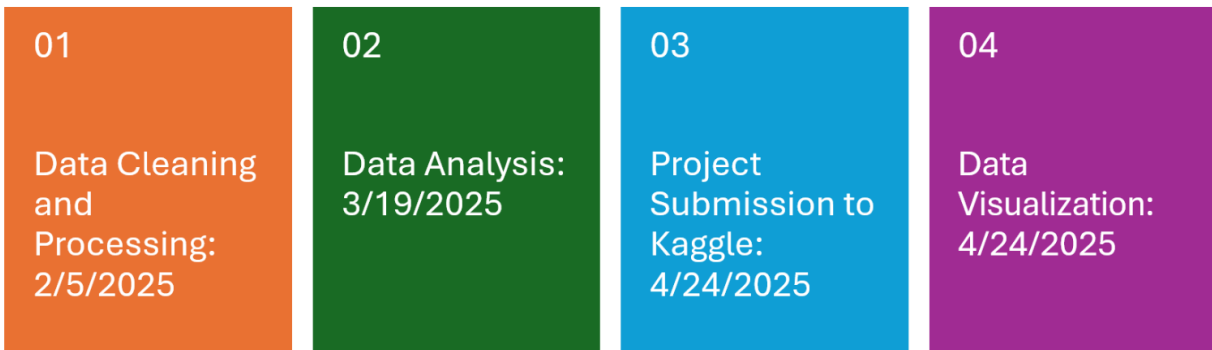 01
Data Cleaning
and
Processing:
2/5/2025
02
Data Analysis:
3/19/2025
03
Project
Submission to
Kaggle:
4/24/2025
04
Data
Visualization:
4/24/2025